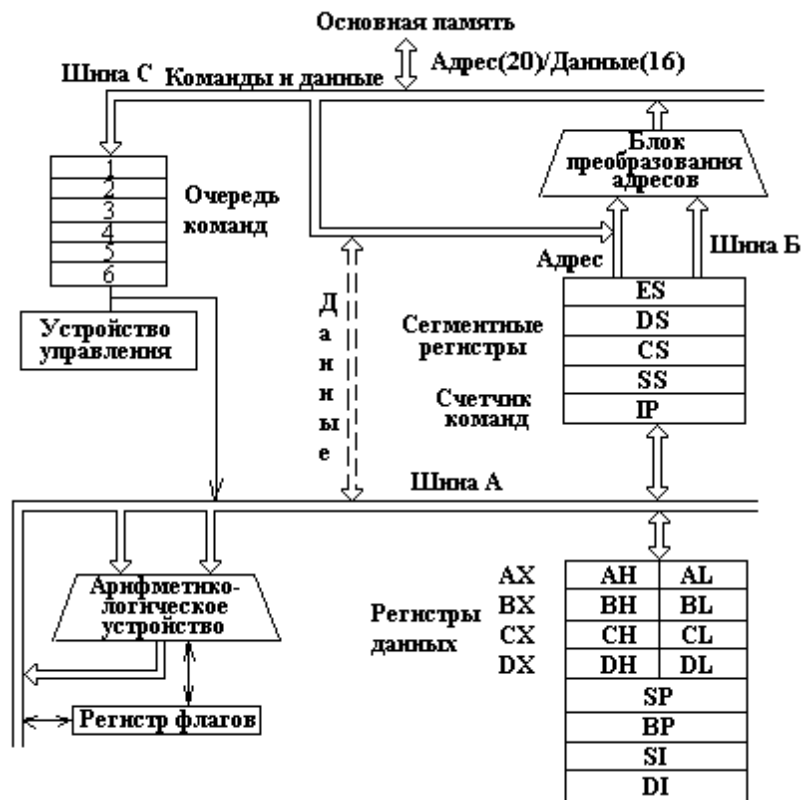 Основная память
Адрес(20)/Данные(16)
Шина С
Команды и данные
1
2
3
4
5
6
Очередь
команд
Устройство
управления
Блок
преобразования
адресов
Шина Б
Адрес
Данные
Сегментные
регистры
Счетчик
команд
ES
DS
CS
SS
IP
Шина А
Арифметико-
логическое
устройство
Регистр флагов
Регистры
данных
AX
AH
AL
BX
BH
BL
CX
CH
CL
DX
DH
DL
SP
BP
SI
DI